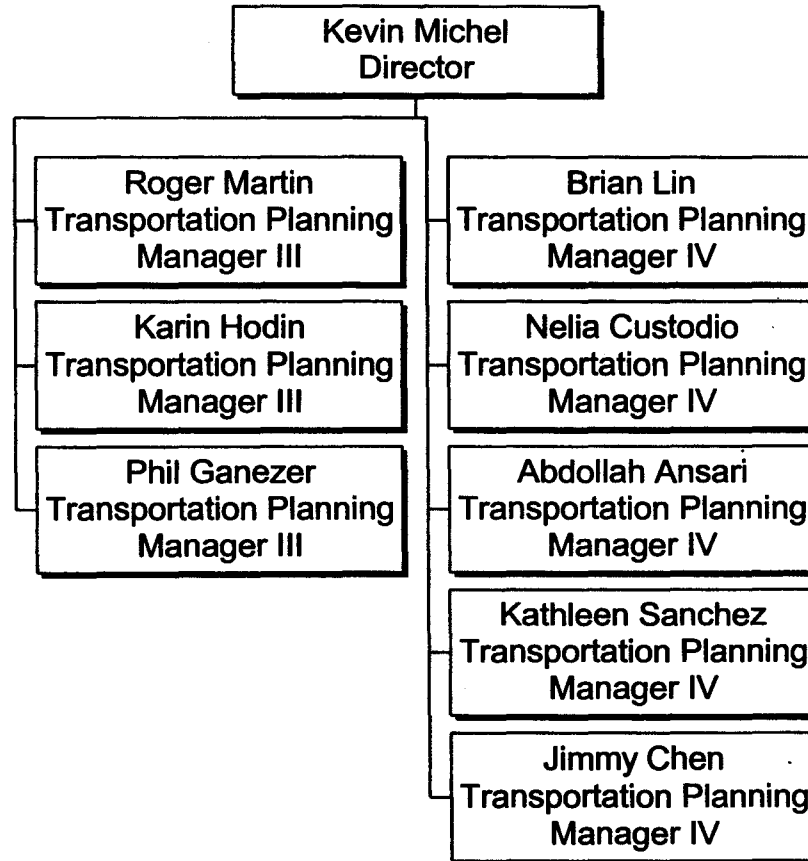 Kevin Michel
Director
Roger Martin
Transportation Planning
Manager III
Karin Hodin
Transportation Planning
Manager III
Phil Ganezer
Transportation Planning
Manager III
Brian Lin
Transportation Planning
Manager IV
Nelia Custodio
Transportation Planning
Manager IV
Abdollah Ansari
Transportation Planning
Manager IV
Kathleen Sanchez
Transportation Planning
Manager IV
Jimmy Chen
Transportation Planning
Manager IV